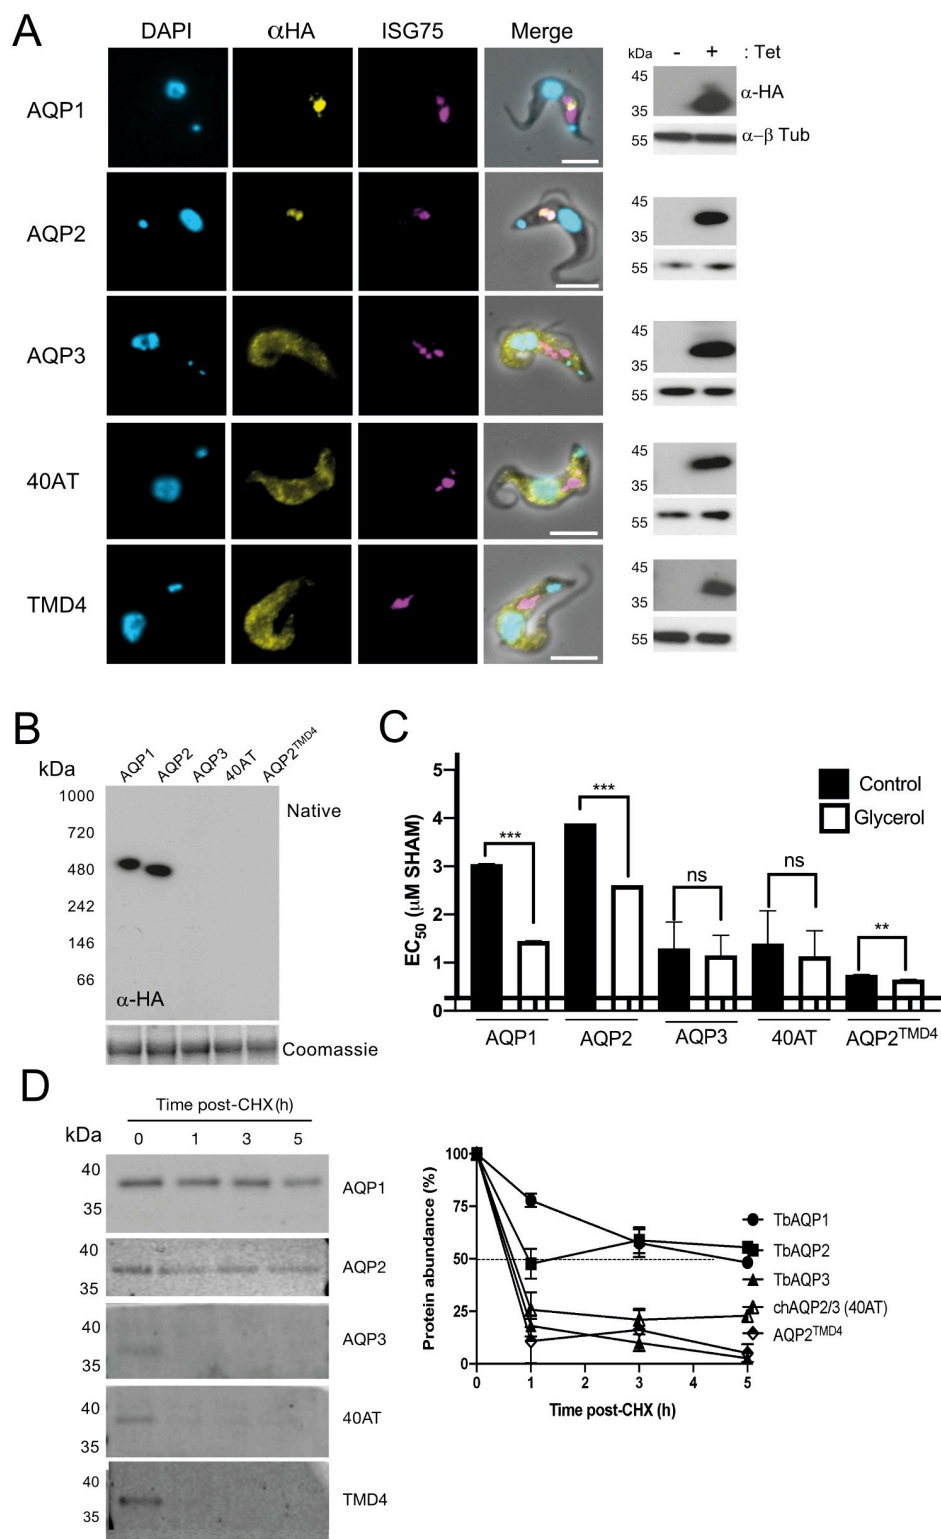 A
DAPI αHA ISG75 Merge
kDa - + : Tet
AQP1
45
35
α-HA
55
α-β Tub
AQP2
45
35
55
AQP3
45
35
55
40AT
45
35
55
TMD4
45
35
55
B
kDa
AQP1 AQP2 AQP3 40AT AQP2TMD4
1000
720
480
242
146
66
Native
α-HA
Coomassie
C
EC50 (μM SHAM)
5
4
3
2
1
0
*** *** ns ns **
Control
Glycerol
AQP1 AQP2 AQP3 40AT AQP2TMD4
D
Time post-CHX (h)
kDa 0 1 3 5
40
35
AQP1
40
35
AQP2
40
35
AQP3
40
35
40AT
40
35
TMD4
Protein abundance (%)
100
75
50
25
0
0 1 2 3 4 5
Time post-CHX (h)
TbAQP1
TbAQP2
TbAQP3
chAQP2/3 (40AT)
AQP2TMD4